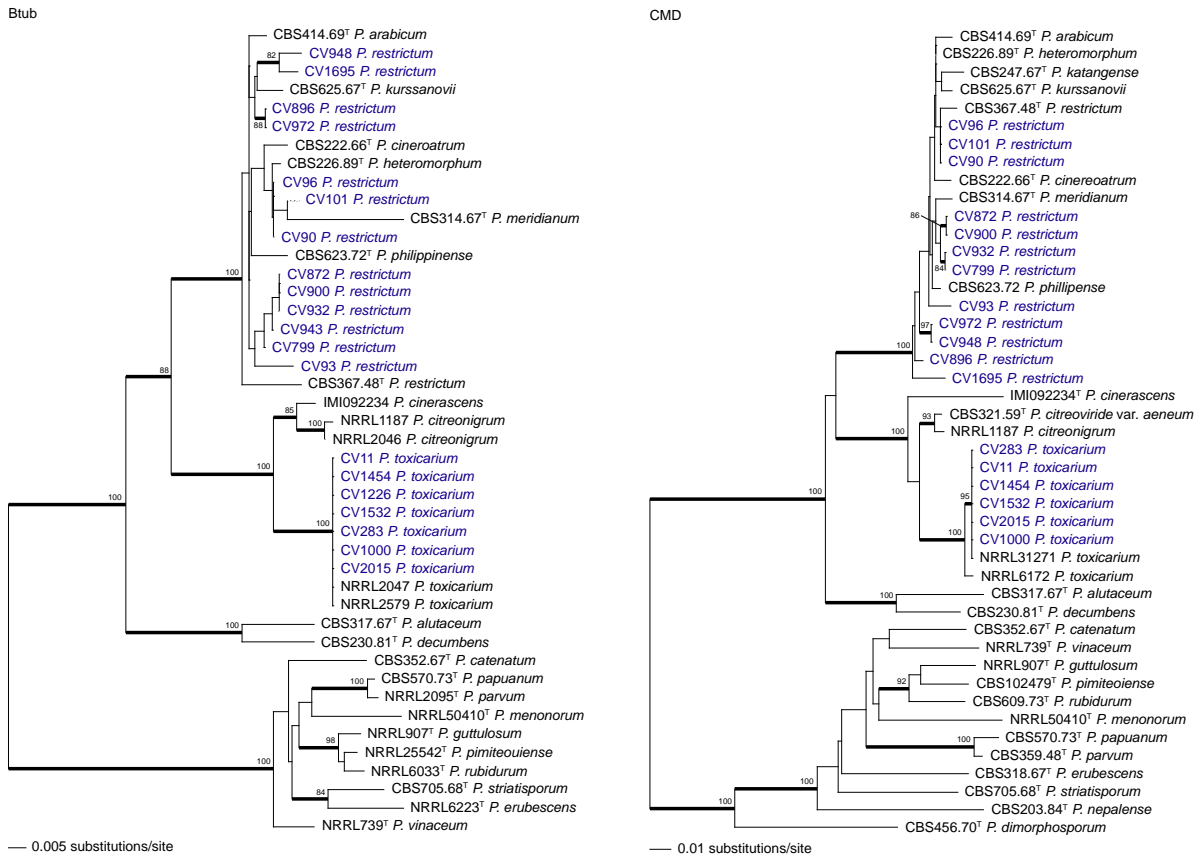 Btub
CBS414.69ᵀ P. arabicum
82
CV948 P. restrictum
CV1695 P. restrictum
CBS625.67ᵀ P. kurssanovii
CV896 P. restrictum
88
CV972 P. restrictum
CBS222.66ᵀ P. cineroatrum
CBS226.89ᵀ P. heteromorphum
CV96 P. restrictum
CV101 P. restrictum
CBS314.67ᵀ P. meridianum
CV90 P. restrictum
CBS623.72ᵀ P. philippinense
100
CV872 P. restrictum
CV900 P. restrictum
CV932 P. restrictum
CV943 P. restrictum
CV799 P. restrictum
CV93 P. restrictum
88
CBS367.48ᵀ P. restrictum
IMI092234 P. cinerascens
85
NRRL1187 P. citreonigrum
100
NRRL2046 P. citreonigrum
CV11 P. toxicarium
100
CV1454 P. toxicarium
CV1226 P. toxicarium
100
CV1532 P. toxicarium
100
CV283 P. toxicarium
CV1000 P. toxicarium
CV2015 P. toxicarium
NRRL2047 P. toxicarium
NRRL2579 P. toxicarium
100
CBS317.67ᵀ P. alutaceum
CBS230.81ᵀ P. decumbens
CBS352.67ᵀ P. catenatum
100
CBS570.73ᵀ P. papuanum
NRRL2095ᵀ P. parvum
NRRL50410ᵀ P. menonorum
NRRL907ᵀ P. guttulosum
98
NRRL25542ᵀ P. pimiteouiense
100
NRRL6033ᵀ P. rubidurum
CBS705.68ᵀ P. striatisporum
84
NRRL6223ᵀ P. erubescens
NRRL739ᵀ P. vinaceum
0.005 substitutions/site
CMD
CBS414.69ᵀ P. arabicum
CBS226.89ᵀ P. heteromorphum
CBS247.67ᵀ P. katangense
CBS625.67ᵀ P. kurssanovii
CBS367.48ᵀ P. restrictum
CV96 P. restrictum
CV101 P. restrictum
CV90 P. restrictum
CBS222.66ᵀ P. cinereoatrum
CBS314.67ᵀ P. meridianum
86
CV872 P. restrictum
CV900 P. restrictum
CV932 P. restrictum
84
CV799 P. restrictum
CBS623.72 P. phillipense
CV93 P. restrictum
97
CV972 P. restrictum
CV948 P. restrictum
100
CV896 P. restrictum
CV1695 P. restrictum
IMI092234ᵀ P. cinerascens
93
CBS321.59ᵀ P. citreoviride var. aeneum
NRRL1187 P. citreonigrum
100
CV283 P. toxicarium
CV11 P. toxicarium
CV1454 P. toxicarium
95
CV1532 P. toxicarium
100
CV2015 P. toxicarium
100
CV1000 P. toxicarium
NRRL31271 P. toxicarium
NRRL6172 P. toxicarium
100
CBS317.67ᵀ P. alutaceum
CBS230.81ᵀ P. decumbens
CBS352.67ᵀ P. catenatum
NRRL739ᵀ P. vinaceum
NRRL907ᵀ P. guttulosum
92
CBS102479ᵀ P. pimiteoiense
CBS609.73ᵀ P. rubidurum
NRRL50410ᵀ P. menonorum
100
CBS570.73ᵀ P. papuanum
CBS359.48ᵀ P. parvum
CBS318.67ᵀ P. erubescens
100
CBS705.68ᵀ P. striatisporum
100
CBS203.84ᵀ P. nepalense
CBS456.70ᵀ P. dimorphosporum
0.01 substitutions/site